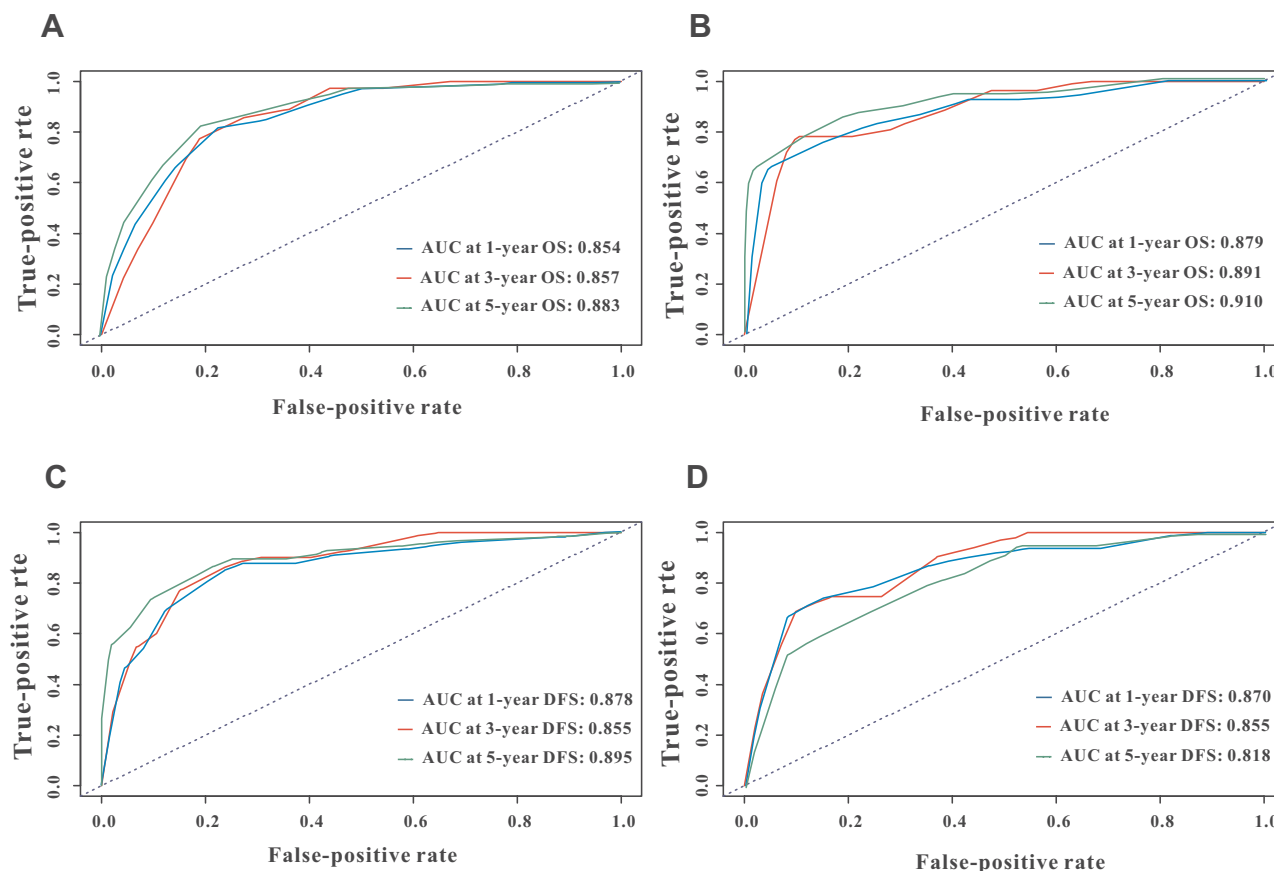 A
True-positive rte
1.0
0.8
0.6
0.4
0.2
0.0
AUC at 1-year OS: 0.854
AUC at 3-year OS: 0.857
AUC at 5-year OS: 0.883
0.0 0.2 0.4 0.6 0.8 1.0
False-positive rate
B
True-positive rte
1.0
0.8
0.6
0.4
0.2
0.0
AUC at 1-year OS: 0.879
AUC at 3-year OS: 0.891
AUC at 5-year OS: 0.910
0.0 0.2 0.4 0.6 0.8 1.0
False-positive rate
C
True-positive rte
1.0
0.8
0.6
0.4
0.2
0.0
AUC at 1-year DFS: 0.878
AUC at 3-year DFS: 0.855
AUC at 5-year DFS: 0.895
0.0 0.2 0.4 0.6 0.8 1.0
False-positive rate
D
True-positive rte
1.0
0.8
0.6
0.4
0.2
0.0
AUC at 1-year DFS: 0.870
AUC at 3-year DFS: 0.855
AUC at 5-year DFS: 0.818
0.0 0.2 0.4 0.6 0.8 1.0
False-positive rate